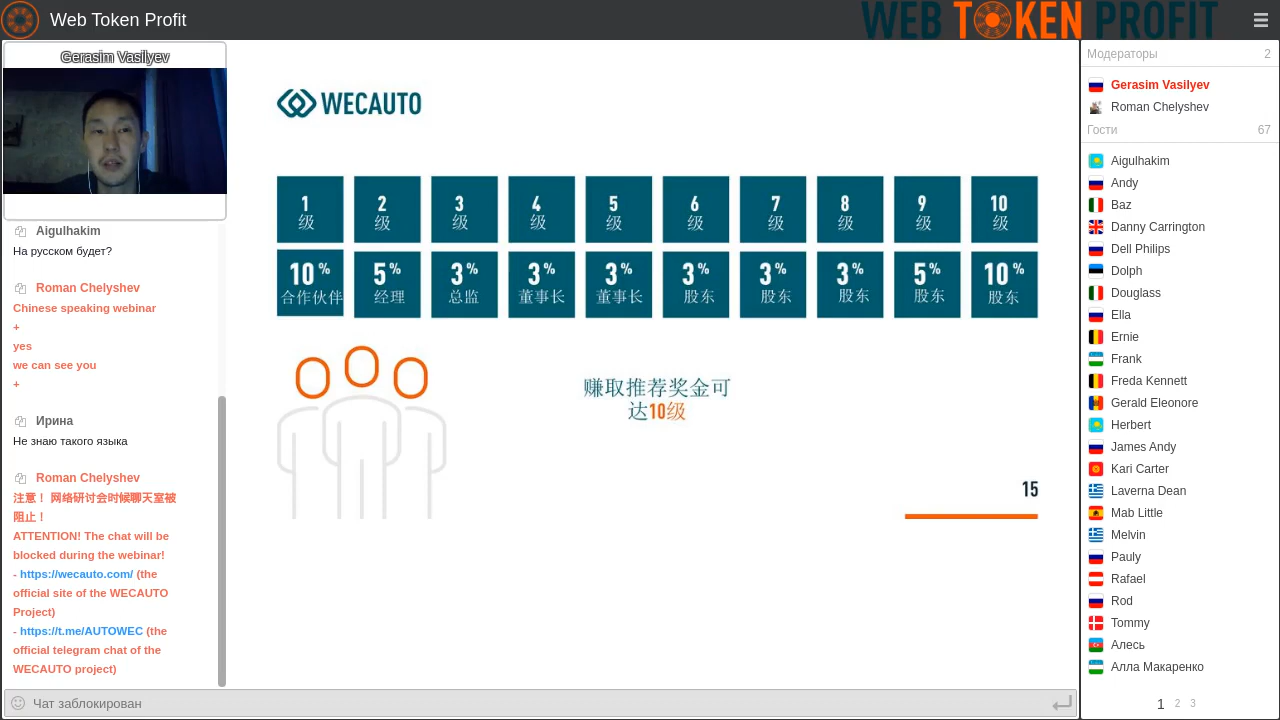 Web Token Profit
WEB TOKEN PROFIT
Gerasim Vasilyev
Aigulhakim
На русском будет?
Roman Chelyshev
Chinese speaking webinar
+
yes
we can see you
+
Ирина
Не знаю такого языка
Roman Chelyshev
注意！ 网络研讨会时候聊天室被
阻止！
ATTENTION! The chat will be
blocked during the webinar!
- https://wecauto.com/ (the
official site of the WECAUTO
Project)
- https://t.me/AUTOWEC (the
official telegram chat of the
WECAUTO project)
Чат заблокирован
WECAUTO
1 2 3 4 5 6 7 8 9 10
级 级 级 级 级 级 级 级 级 级
10% 5% 3% 3% 3% 3% 3% 3% 5% 10%
合作伙伴 经理 总监 董事长 董事长 股东 股东 股东 股东 股东
赚取推荐奖金可
达10级
15
Модераторы 2
Gerasim Vasilyev
Roman Chelyshev
Гости 67
Aigulhakim
Andy
Baz
Danny Carrington
Dell Philips
Dolph
Douglass
Ella
Ernie
Frank
Freda Kennett
Gerald Eleonore
Herbert
James Andy
Kari Carter
Laverna Dean
Mab Little
Melvin
Pauly
Rafael
Rod
Tommy
Алесь
Алла Макаренко
1 2 3